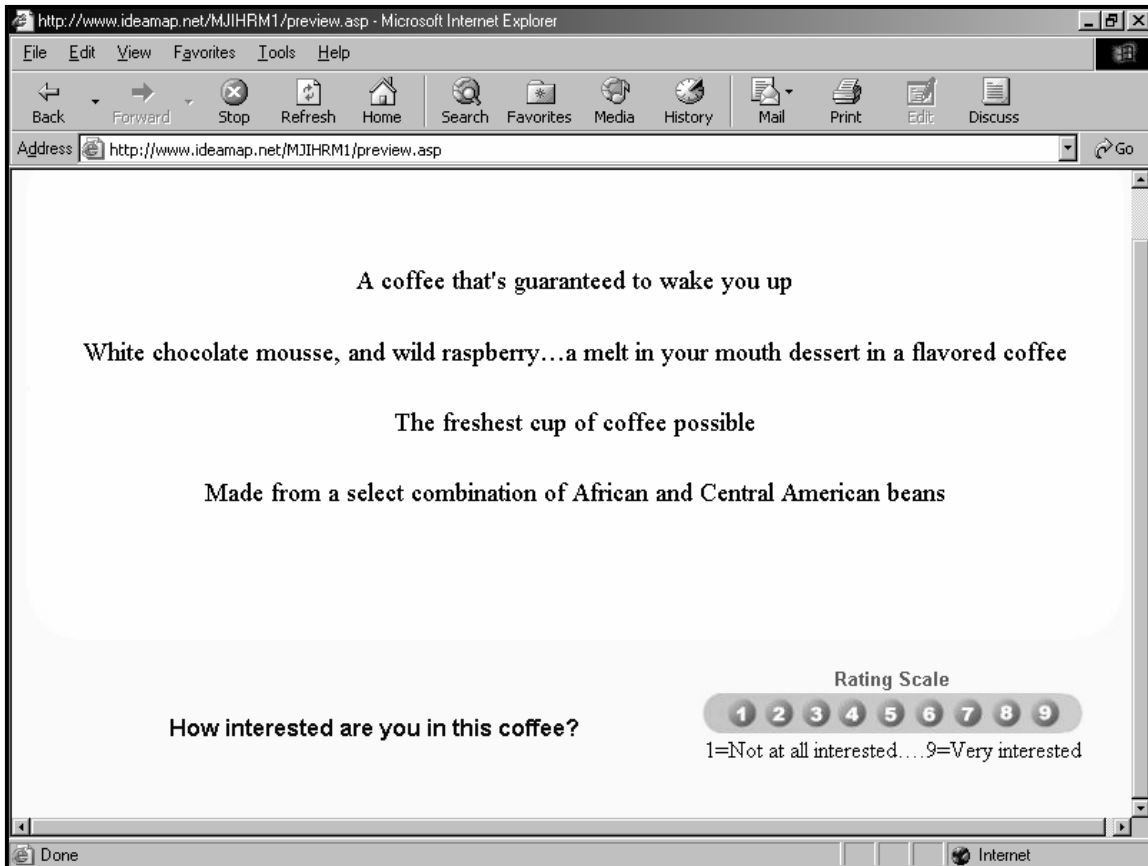 http://www.ideamap.net/MJIHRM1/preview.asp - Microsoft Internet Explorer
File Edit View Favorites Tools Help
Back Forward Stop Refresh Home Search Favorites Media History Mail Print Edit Discuss
Address http://www.ideamap.net/MJIHRM1/preview.asp Go
A coffee that's guaranteed to wake you up
White chocolate mousse, and wild raspberry…a melt in your mouth dessert in a flavored coffee
The freshest cup of coffee possible
Made from a select combination of African and Central American beans
Rating Scale
1 2 3 4 5 6 7 8 9
How interested are you in this coffee?
1=Not at all interested….9=Very interested
Done Internet